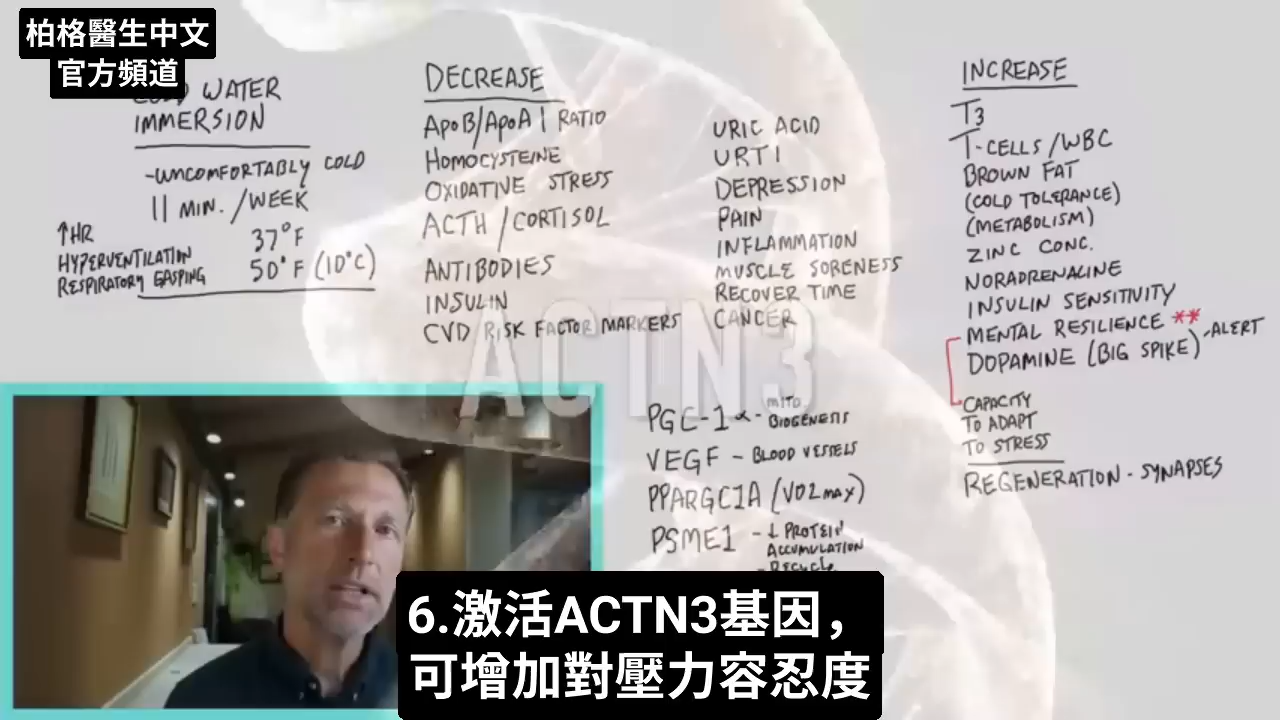 柏格醫生中文
官方頻道
COLD WATER
IMMERSION
-UNCOMFORTABLY COLD
11 MIN. /WEEK
↑HR
HYPERVENTILATION
RESPIRATORY GASPING
37°F
50°F (10°C)
DECREASE
APOB/APOA1 RATIO
HOMOCYSTEINE
OXIDATIVE STRESS
ACTH/CORTISOL
ANTIBODIES
INSULIN
CVD RISK FACTOR MARKERS
URIC ACID
URTI
DEPRESSION
PAIN
INFLAMMATION
MUSCLE SORENESS
RECOVER TIME
CANCER
INCREASE
T3
T-CELLS/WBC
BROWN FAT
(COLD TOLERANCE)
(METABOLISM)
ZINC CONC.
NORADRENALINE
INSULIN SENSITIVITY
MENTAL RESILIENCE **
DOPAMINE (BIG SPIKE) -ALERT
CAPACITY
TO ADAPT
TO STRESS
REGENERATION - SYNAPSES
ACTN3
PGC-1α - MITO
BIOGENESIS
VEGF - BLOOD VESSELS
PPARGC1A (VO2max)
PSME1 - ↓ PROTEIN
ACCUMULATION
- RECYCLE
6.激活ACTN3基因，
可增加對壓力容忍度